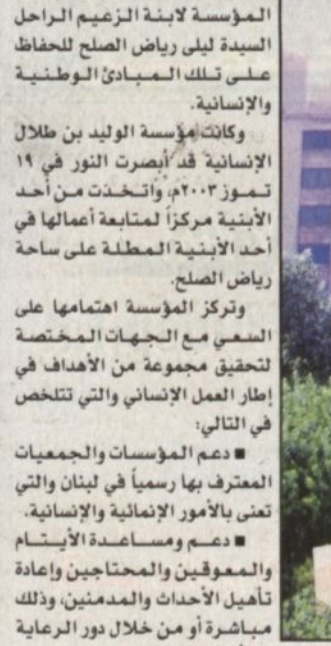 المؤسسة لابنة الزعيم الراحل
السيدة ليلى رياض الصلح للحفاظ
على تلك المبادئ الوطنية
والإنسانية.
وكانت مؤسسة الوليد بن طلال
الإنسانية قد أبصرت النور في ١٩
تموز ٢٠٠٣م، واتخذت من أحد
الأبنية مركزاً لمتابعة أعمالها في
أحد الأبنية المطلة على ساحة
رياض الصلح.
وتركز المؤسسة اهتمامها على
السعي مع الجهات المختصة
لتحقيق مجموعة من الأهداف في
إطار العمل الإنساني والتي تتلخص
في التالي:
■ دعم المؤسسات والجمعيات
المعترف بها رسمياً في لبنان والتي
تعنى بالأمور الإنمائية والإنسانية.
■ دعم ومساعدة الأيتام
والمعوقين والمحتاجين وإعادة
تأهيل الأحداث والمدمنين، وذلك
مباشرة أو من خلال دور الرعاية